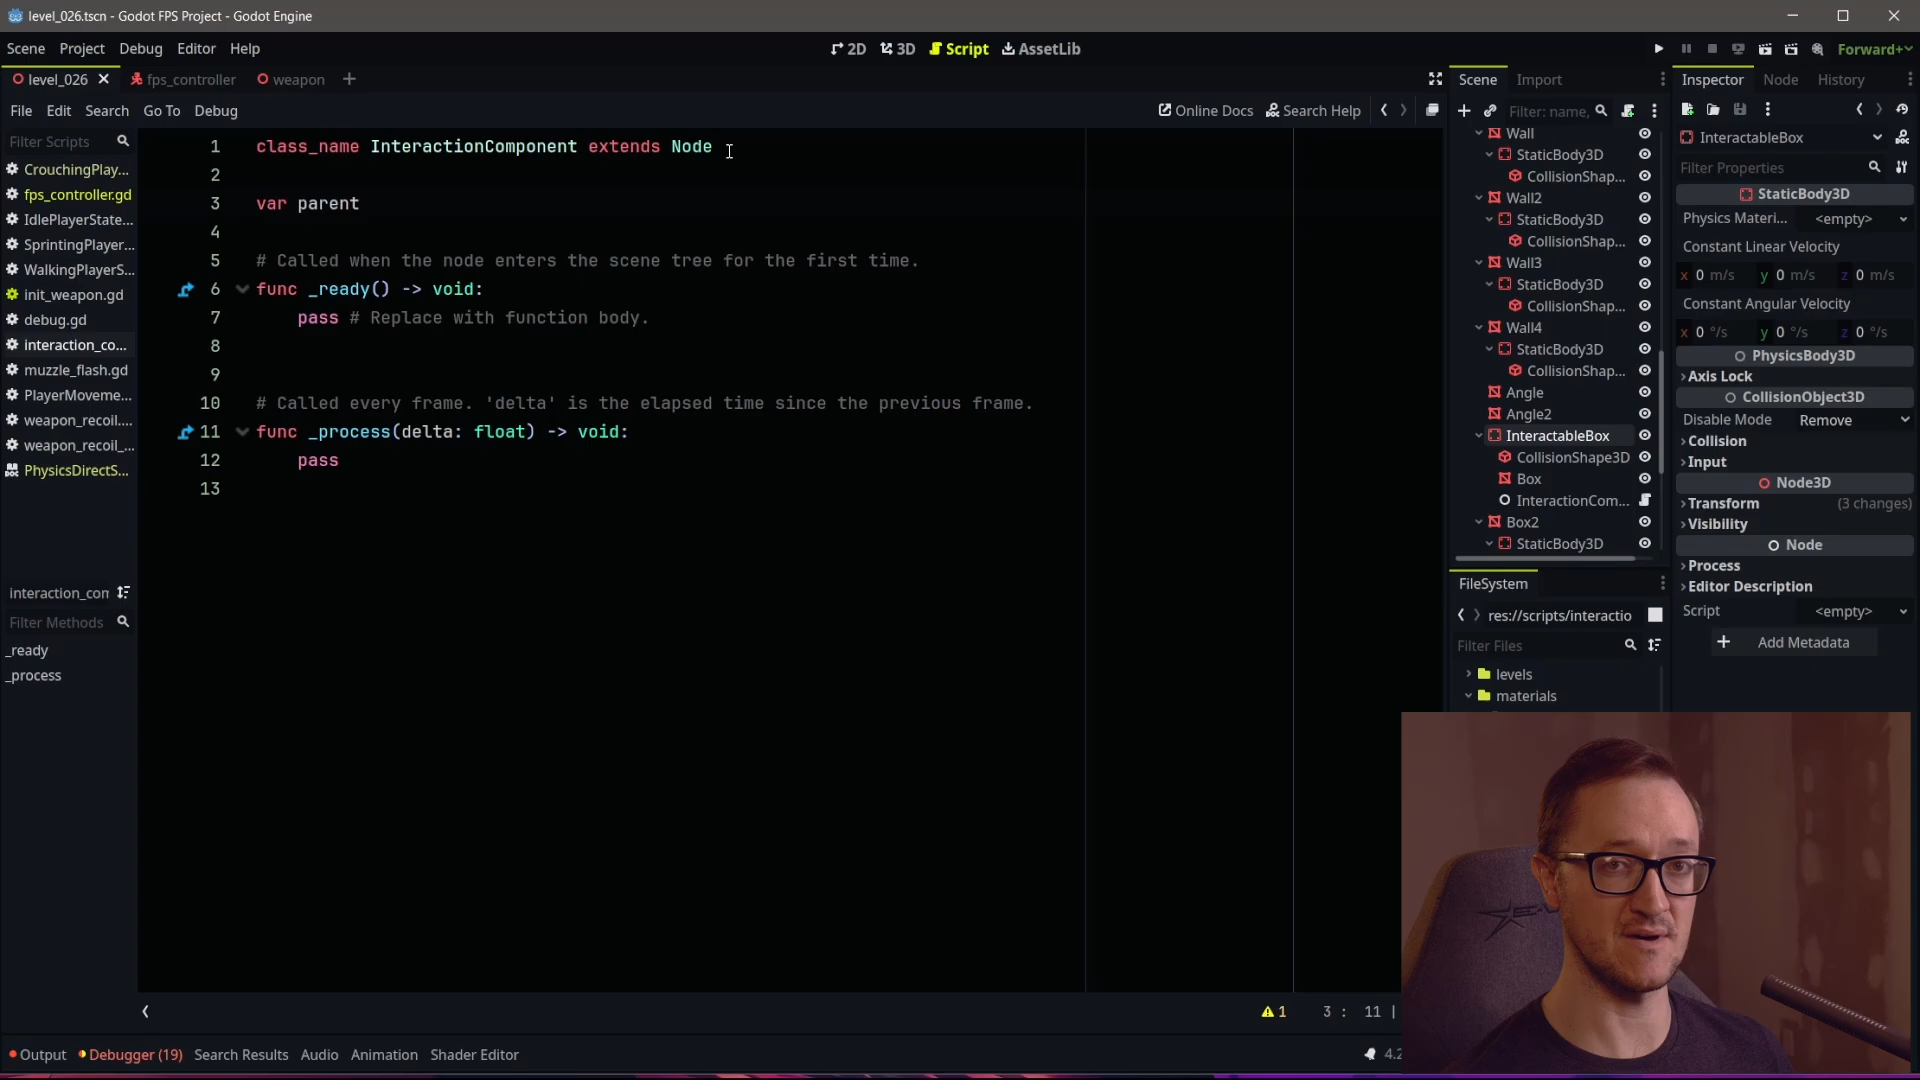 level_026.tscn - Godot FPS Project - Godot Engine
Scene Project Debug Editor Help
2D 3D Script AssetLib
Forward+
level_026 fps_controller weapon
File Edit Search Go To Debug
Online Docs Search Help
Filter Scripts
CrouchingPlay...
fps_controller.gd
IdlePlayerState...
SprintingPlayer...
WalkingPlayerS...
init_weapon.gd
debug.gd
interaction_co...
muzzle_flash.gd
PlayerMoveme...
weapon_recoil....
weapon_recoil_...
PhysicsDirectS...
interaction_con
Filter Methods
_ready
_process
1 class_name InteractionComponent extends Node
2
3 var parent
4
5 # Called when the node enters the scene tree for the first time.
6 func _ready() -> void:
7 pass # Replace with function body.
8
9
10 # Called every frame. 'delta' is the elapsed time since the previous frame.
11 func _process(delta: float) -> void:
12 pass
13
1 3 : 11 |
Output Debugger (19) Search Results Audio Animation Shader Editor
4.2
Scene Import
Filter: name,
Wall
StaticBody3D
CollisionShap...
Wall2
StaticBody3D
CollisionShap...
Wall3
StaticBody3D
CollisionShap...
Wall4
StaticBody3D
CollisionShap...
Angle
Angle2
InteractableBox
CollisionShape3D
Box
InteractionCom...
Box2
StaticBody3D
FileSystem
res://scripts/interactio
Filter Files
levels
materials
Inspector Node History
InteractableBox
Filter Properties
StaticBody3D
Physics Materi... <empty>
Constant Linear Velocity
x 0 m/s y 0 m/s z 0 m/s
Constant Angular Velocity
x 0 °/s y 0 °/s z 0 °/s
PhysicsBody3D
Axis Lock
CollisionObject3D
Disable Mode Remove
Collision
Input
Node3D
Transform (3 changes)
Visibility
Node
Process
Editor Description
Script <empty>
Add Metadata